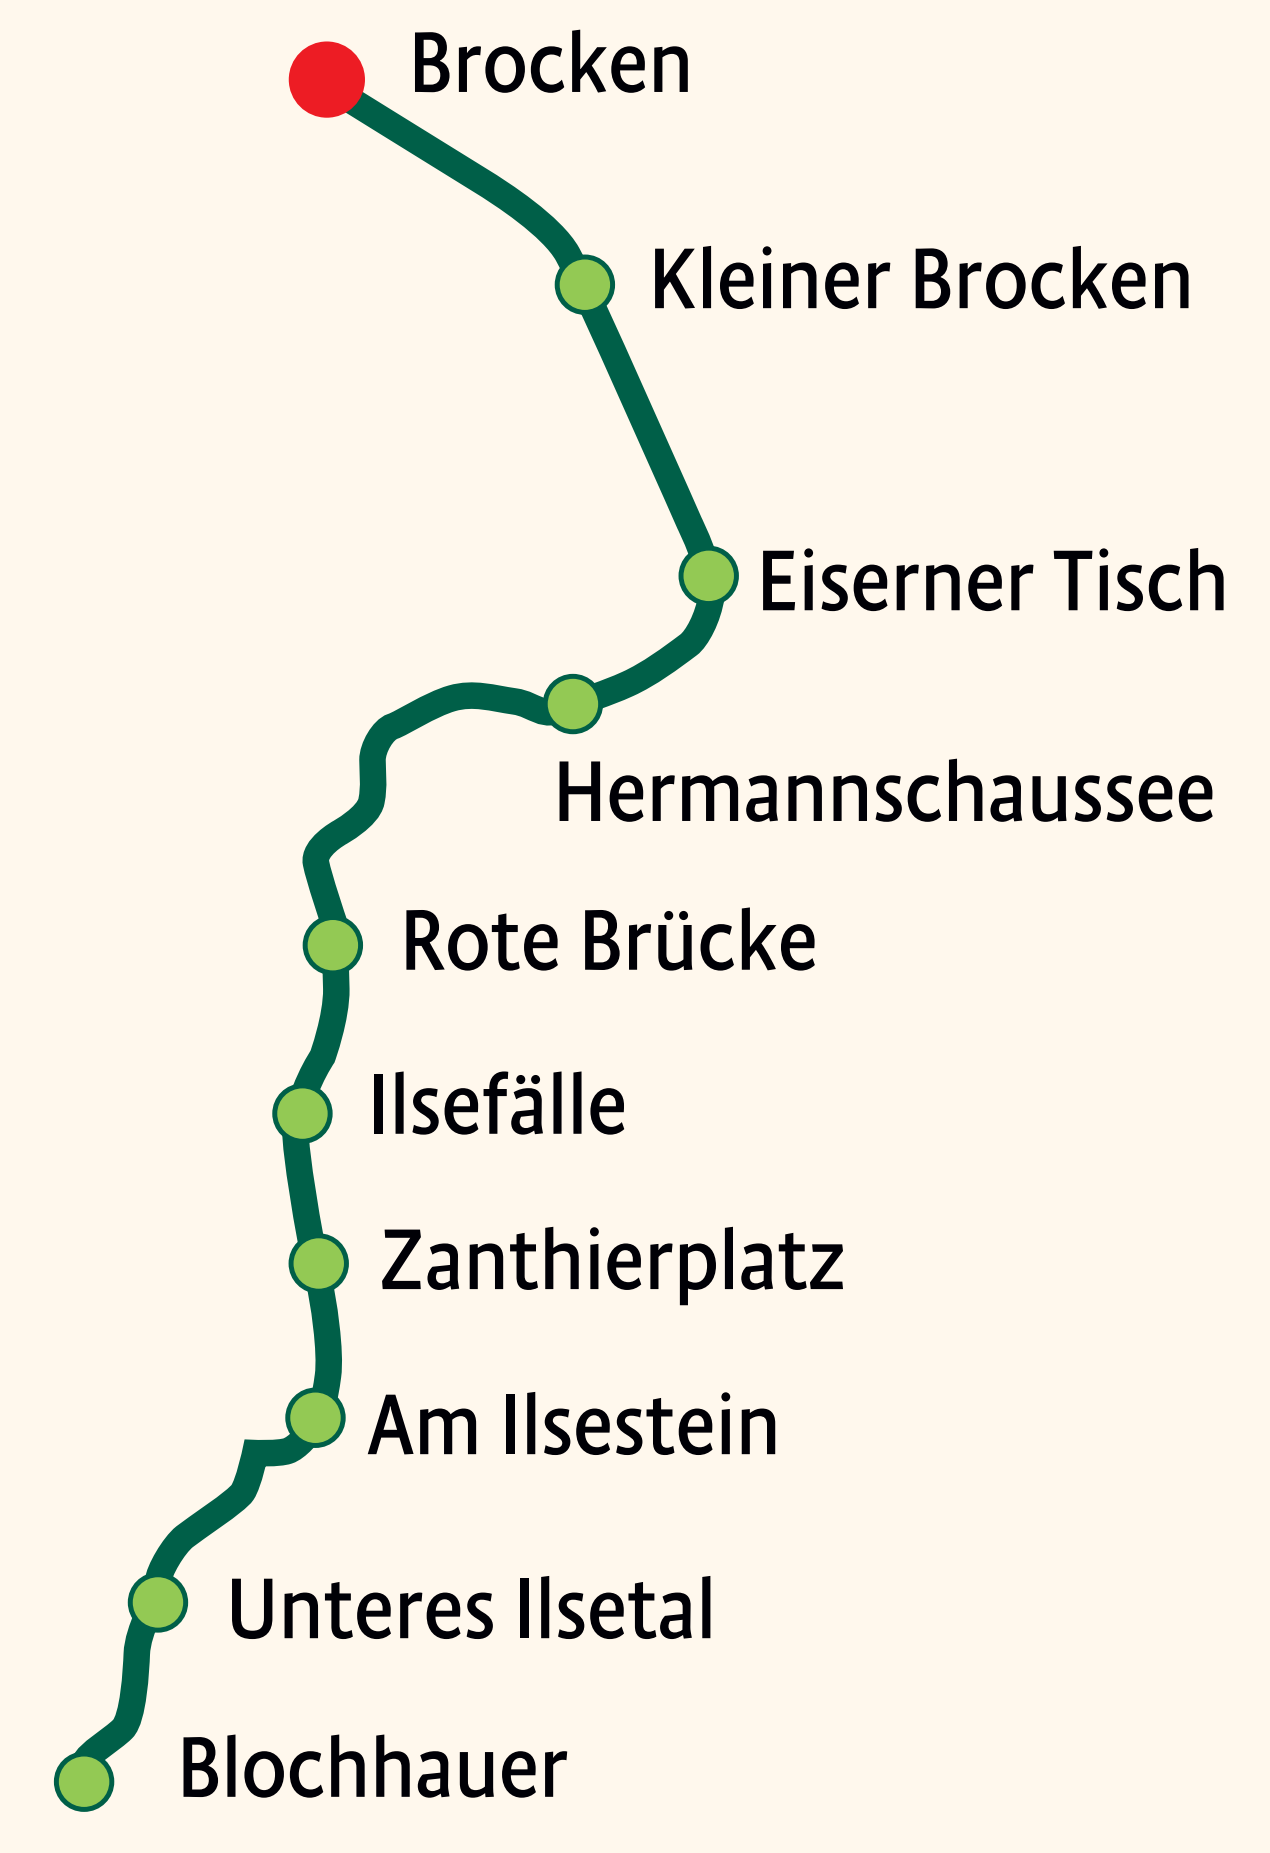 Brocken
Kleiner Brocken
Eiserner Tisch
Hermannschaussee
Rote Brücke
Ilsefälle
Zanthierplatz
Am Ilsestein
Unteres Ilsetal
Blochhauer